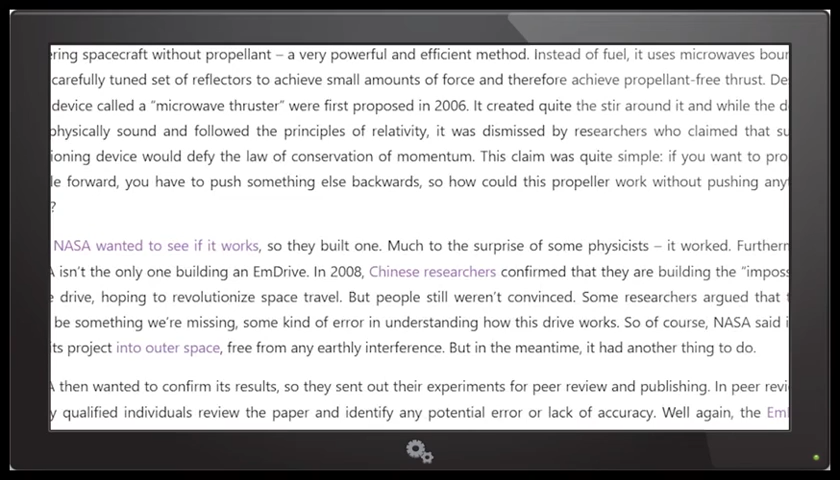 ring spacecraft without propellant – a very powerful and efficient method. Instead of fuel, it uses microwaves
carefully tuned set of reflectors to achieve small amounts of force and therefore achieve propellant-free thrust.
device called a "microwave thruster" were first proposed in 2006. It created quite the stir around it and while the
physically sound and followed the principles of relativity, it was dismissed by researchers who claimed that
ioning device would defy the law of conservation of momentum. This claim was quite simple: if you want to
le forward, you have to push something else backwards, so how could this propeller work without pushing
?
NASA wanted to see if it works, so they built one. Much to the surprise of some physicists – it worked.
isn't the only one building an EmDrive. In 2008, Chinese researchers confirmed that they are building the
drive, hoping to revolutionize space travel. But people still weren't convinced. Some researchers argued that
be something we're missing, some kind of error in understanding how this drive works. So of course, NASA said
its project into outer space, free from any earthly interference. But in the meantime, it had another thing to do.
then wanted to confirm its results, so they sent out their experiments for peer review and publishing. In peer
y qualified individuals review the paper and identify any potential error or lack of accuracy. Well again, the